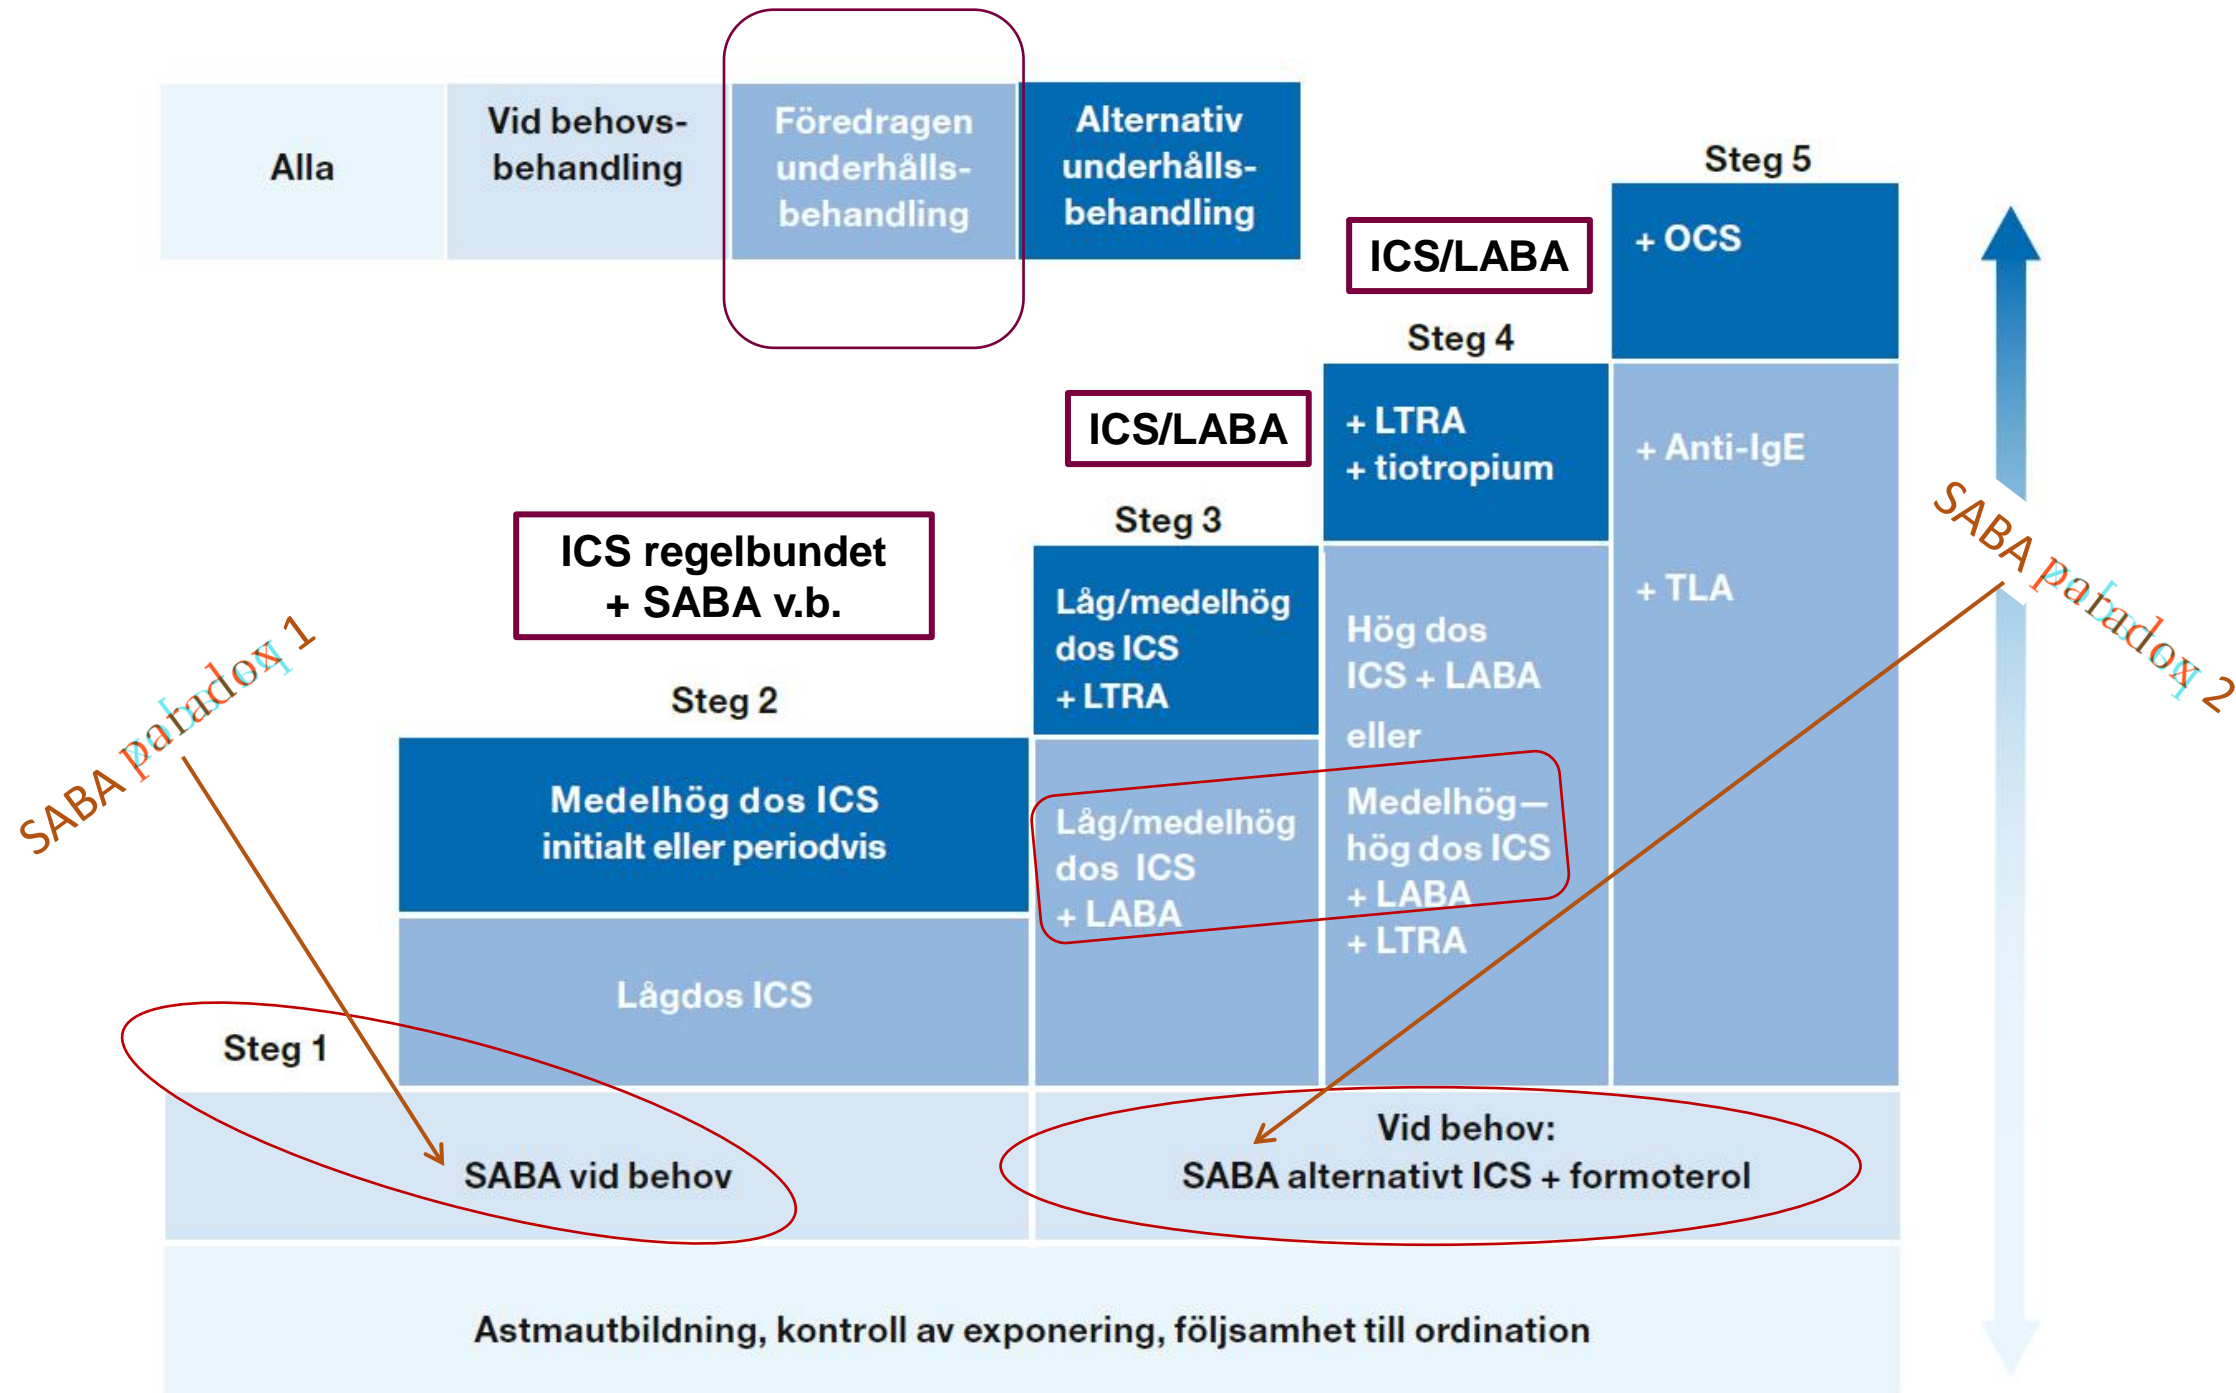 Alla
Vid behovs-
behandling
Föredragen
underhålls-
behandling
Alternativ
underhålls-
behandling
Steg 5
+ OCS
+ Anti-IgE
+ TLA
ICS/LABA
Steg 4
+ LTRA
+ tiotropium
Hög dos
ICS + LABA
eller
Medelhög—
hög dos ICS
+ LABA
+ LTRA
ICS/LABA
Steg 3
Låg/medelhög
dos ICS
+ LTRA
Låg/medelhög
dos ICS
+ LABA
ICS regelbundet
+ SABA v.b.
Steg 2
Medelhög dos ICS
initialt eller periodvis
Lågdos ICS
SABA paradox 1
SABA paradox 2
Steg 1
SABA vid behov
Vid behov:
SABA alternativt ICS + formoterol
Astmautbildning, kontroll av exponering, följsamhet till ordination